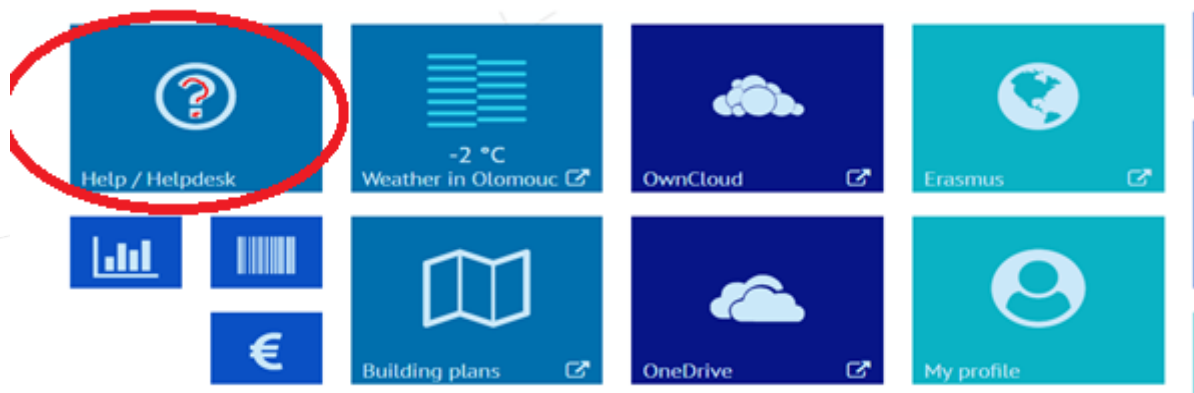 ?
Help / Helpdesk
-2 °C
Weather in Olomouc
OwnCloud
Erasmus
€
Building plans
OneDrive
My profile